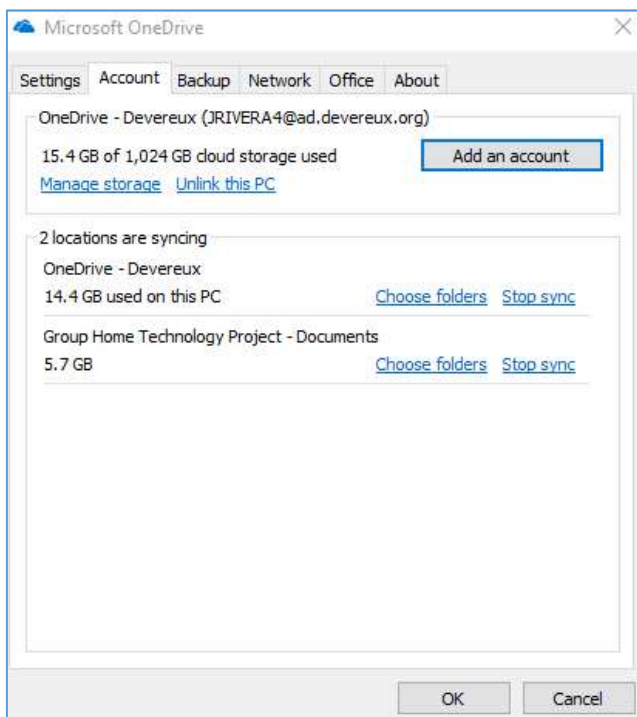 Microsoft OneDrive
Settings Account Backup Network Office About
OneDrive - Devereux (JRIVERA4@ad.devereux.org)
15.4 GB of 1,024 GB cloud storage used Add an account
Manage storage Unlink this PC
2 locations are syncing
OneDrive - Devereux
14.4 GB used on this PC Choose folders Stop sync
Group Home Technology Project - Documents
5.7 GB Choose folders Stop sync
OK Cancel